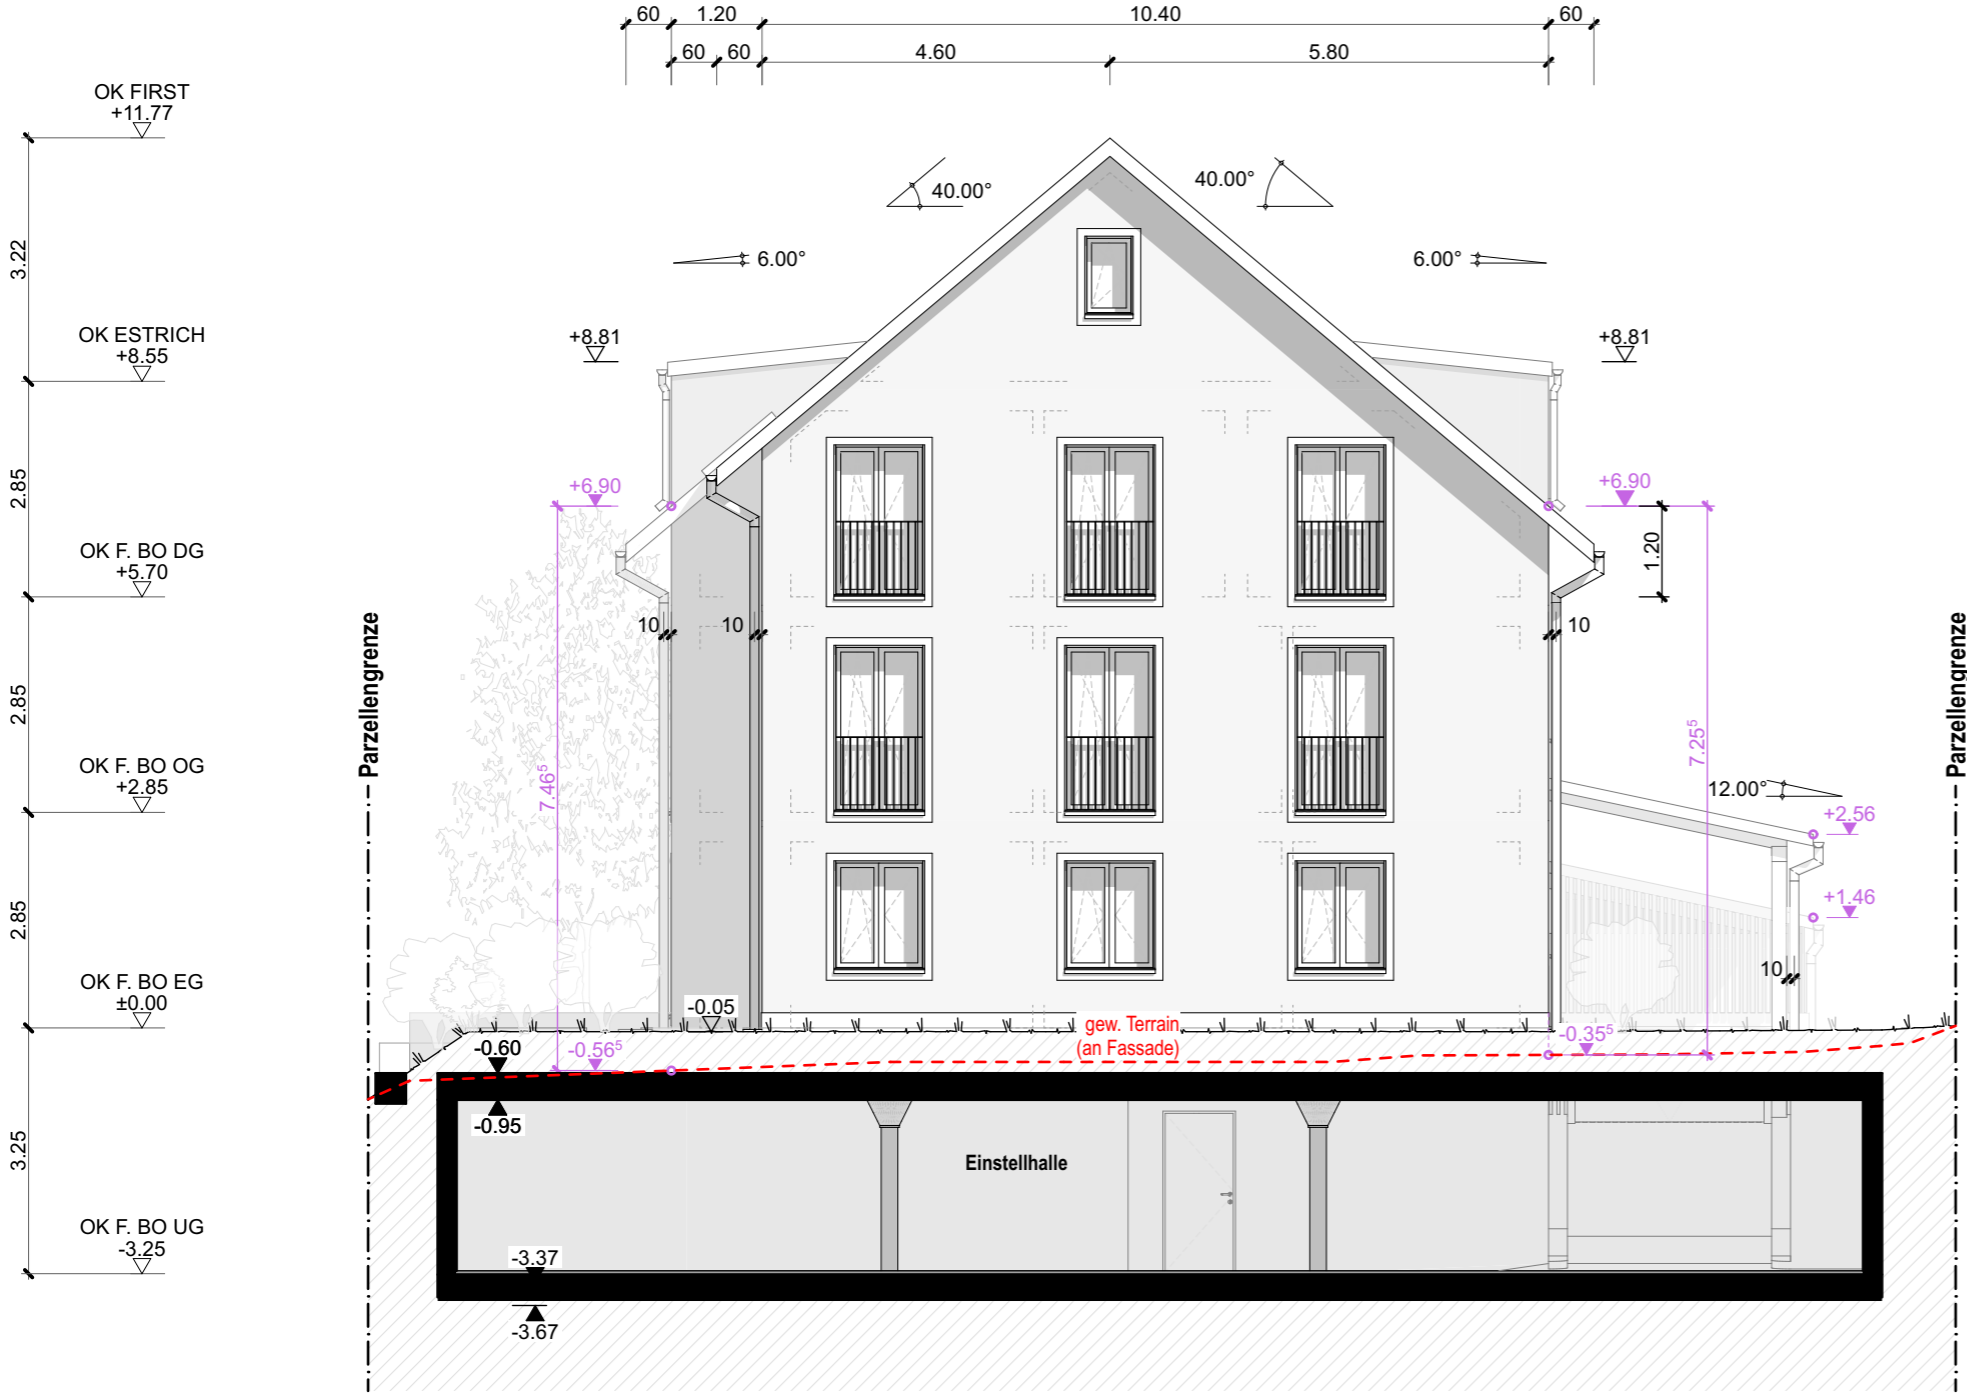 60 1.20 10.40 60
60 60 4.60 5.80
OK FIRST
+11.77
40.00°
40.00°
3.22
6.00°
6.00°
OK ESTRICH
+8.55
+8.81
+8.81
2.85
+6.90
+6.90
1.20
OK F. BO DG
+5.70
10
10
10
Parzellengrenze
Parzellengrenze
2.85
7.46⁵
7.25⁵
OK F. BO OG
+2.85
12.00°
+2.56
2.85
+1.46
10
OK F. BO EG
±0.00
-0.05
gew. Terrain
(an Fassade)
-0.60
-0.56⁵
-0.35⁵
-0.95
3.25
Einstellhalle
OK F. BO UG
-3.25
-3.37
-3.67